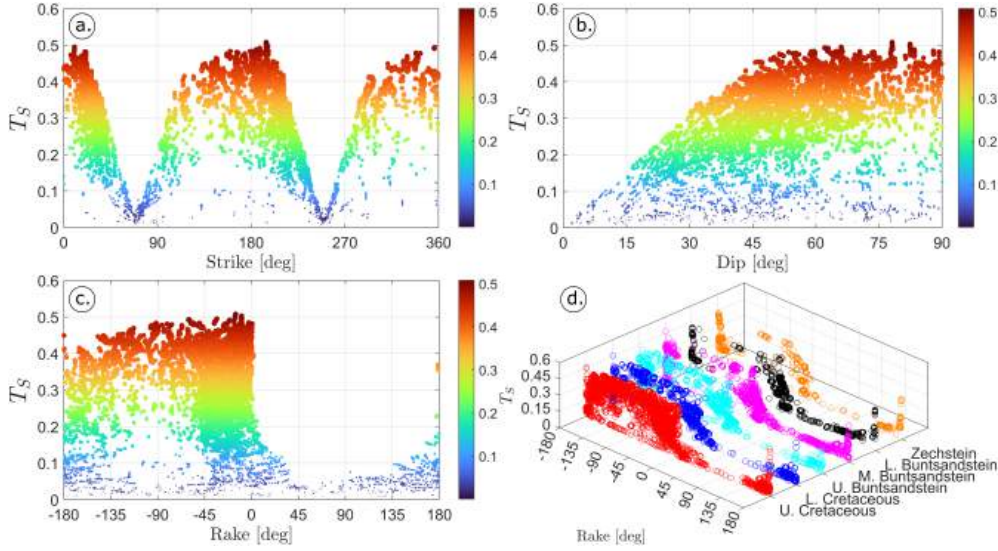 a.
0.6
0.5
0.4
0.3
0.2
0.1
0
T_S
0 90 180 270 360
Strike [deg]
0.5
0.4
0.3
0.2
0.1
b.
0.6
0.5
0.4
0.3
0.2
0.1
0
T_S
0 15 30 45 60 75 90
Dip [deg]
0.5
0.4
0.3
0.2
0.1
c.
0.6
0.5
0.4
0.3
0.2
0.1
0
T_S
-180 -135 -90 -45 0 45 90 135 180
Rake [deg]
0.5
0.4
0.3
0.2
0.1
d.
0.6
0.45
0.3
0.15
0
T_S
-180
-135
-90
-45
0
45
90
135
180
Rake [deg]
Zechstein
L. Buntsandstein
M. Buntsandstein
U. Buntsandstein
L. Cretaceous
U. Cretaceous